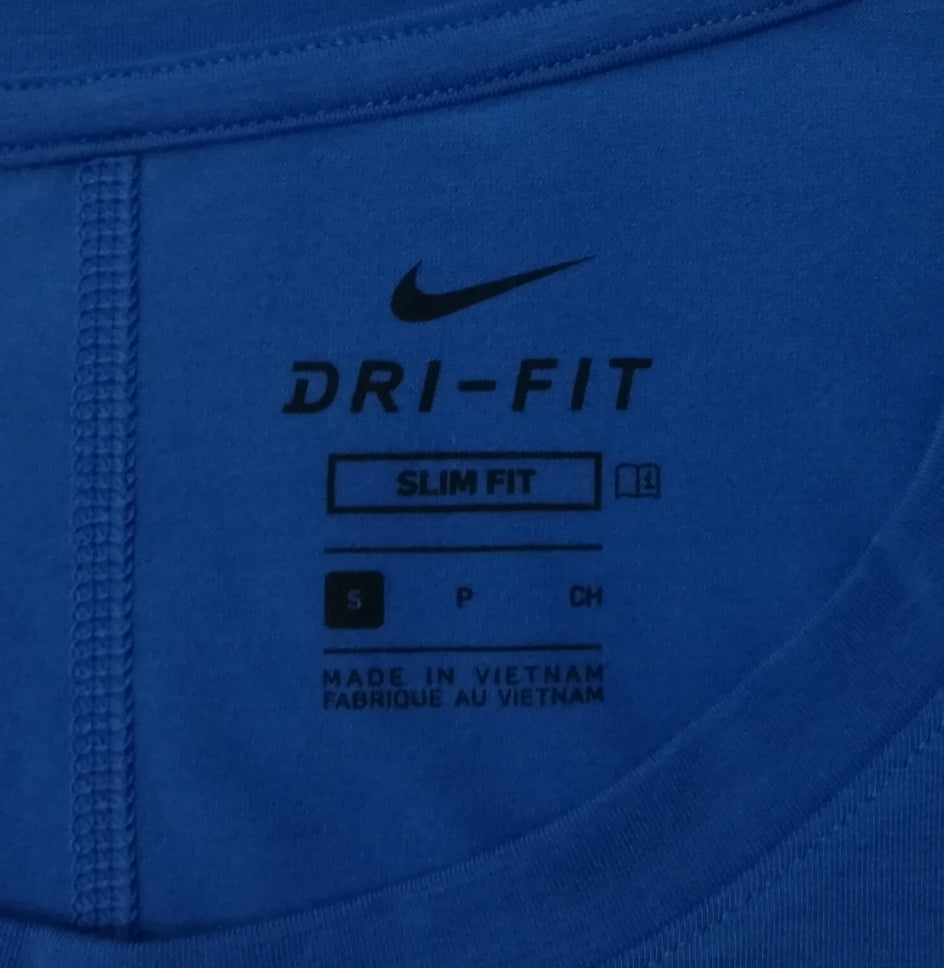 DRI-FIT
SLIM FIT
S P CH
MADE IN VIETNAM
FABRIQUE AU VIETNAM